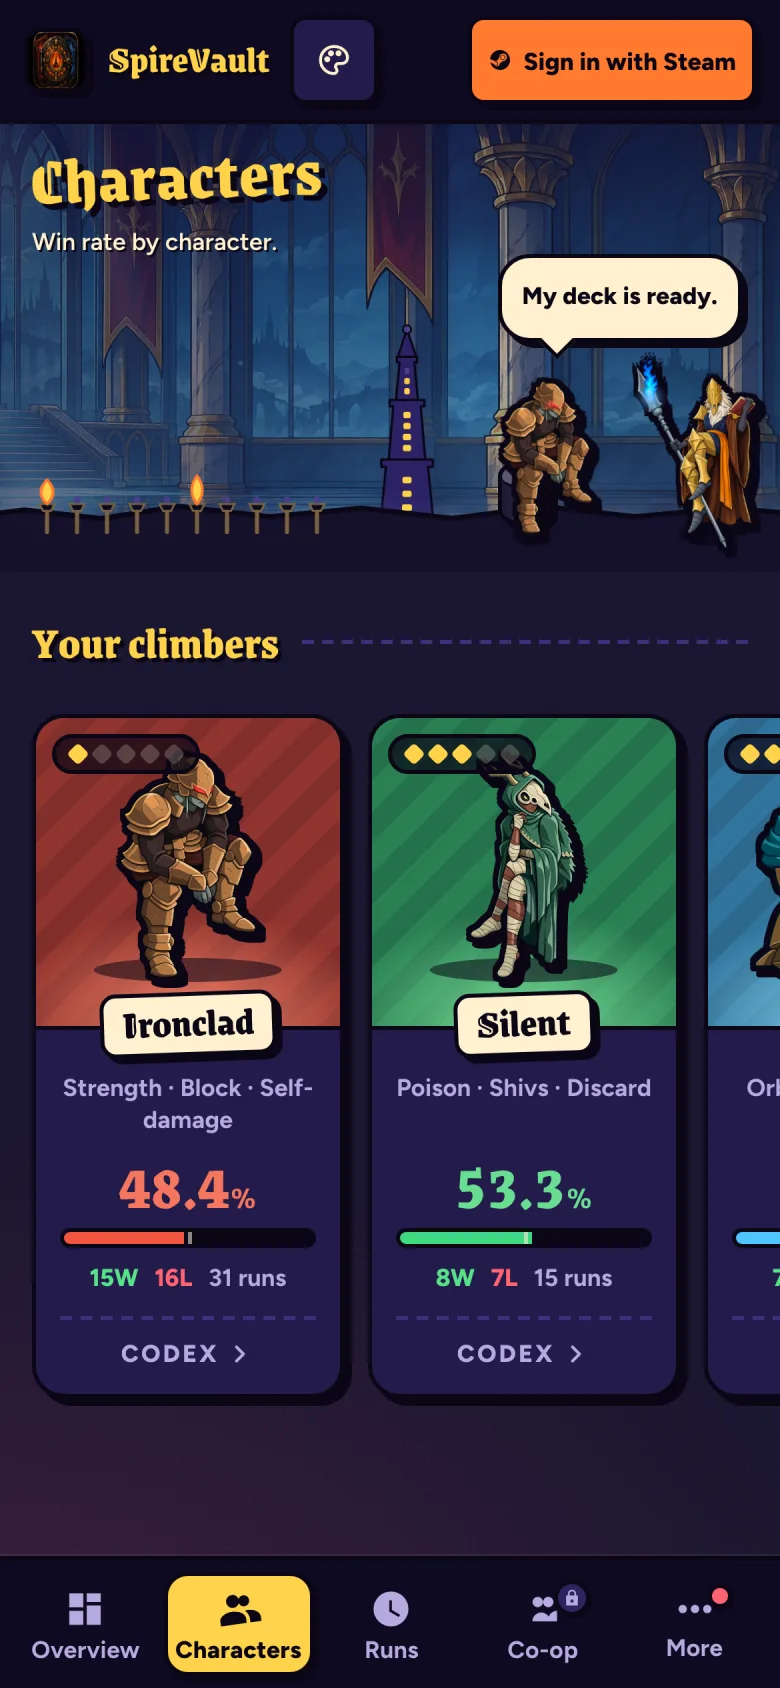 SpireVault
Sign in with Steam
Characters
Win rate by character.
My deck is ready.
Your climbers
Ironclad
Strength · Block · Self-
damage
48.4%
15W 16L 31 runs
CODEX
Silent
Poison · Shivs · Discard
53.3%
8W 7L 15 runs
CODEX
Orb
7
Overview
Characters
Runs
Co-op
More